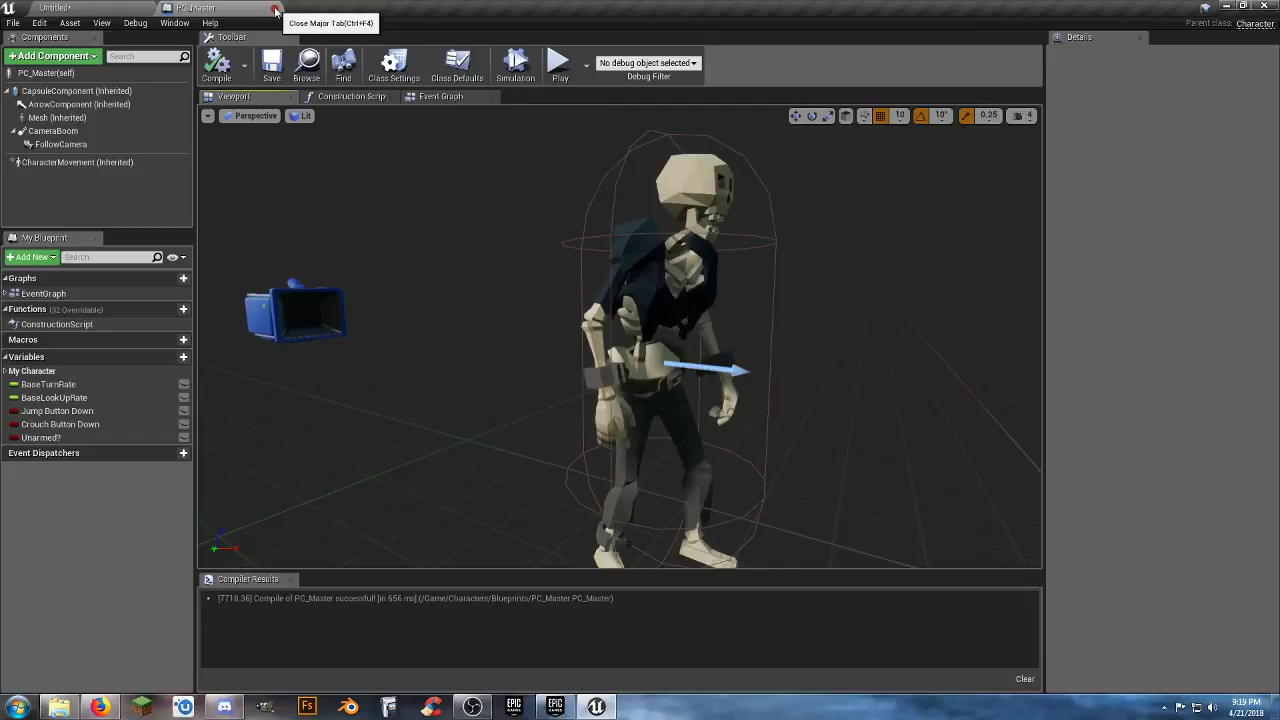 Untitled*
PC_Master
Close Major Tab(Ctrl+F4)
File Edit Asset View Debug Window Help
Parent class: Character
Components
Toolbar
Details
Add Component
Search
Compile
Save
Browse
Find
Class Settings
Class Defaults
Simulation
Play
No debug object selected
Debug Filter
PC_Master(self)
CapsuleComponent (Inherited)
ArrowComponent (Inherited)
Mesh (Inherited)
CameraBoom
FollowCamera
CharacterMovement (Inherited)
Viewport
Construction Scrip
Event Graph
Perspective
Lit
10
10°
0.25
4
My Blueprint
Add New
Search
Graphs
EventGraph
Functions (32 Overridable)
ConstructionScript
Macros
Variables
My Character
BaseTurnRate
BaseLookUpRate
Jump Button Down
Crouch Button Down
Unarmed?
Event Dispatchers
Compiler Results
[7718.36] Compile of PC_Master successful! [in 656 ms] (/Game/Characters/Blueprints/PC_Master PC_Master)
Clear
Fs
EPIC GAMES
EPIC GAMES
9:19 PM
4/21/2018